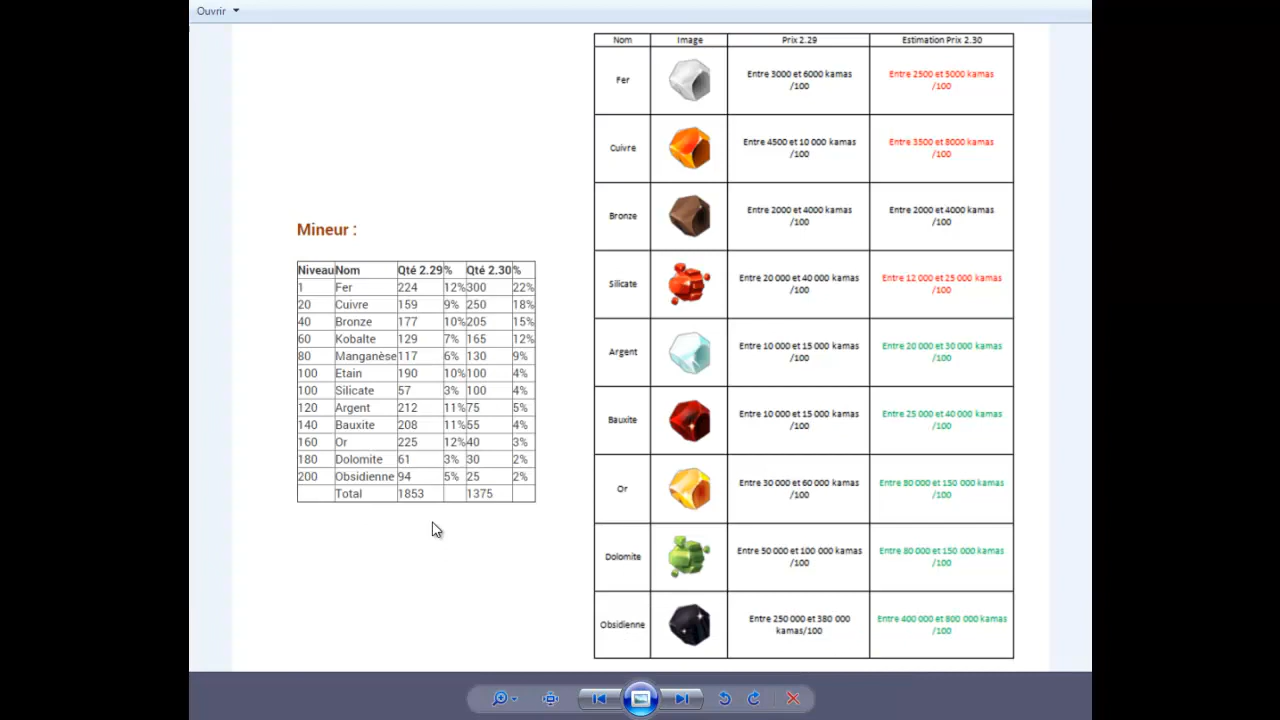 Ouvrir
Mineur :
Niveau Nom Qté 2.29 % Qté 2.30 %
1 Fer 224 12% 300 22%
20 Cuivre 159 9% 250 18%
40 Bronze 177 10% 205 15%
60 Kobalte 129 7% 165 12%
80 Manganèse 117 6% 130 9%
100 Etain 190 10% 100 4%
100 Silicate 57 3% 100 4%
120 Argent 212 11% 75 5%
140 Bauxite 208 11% 55 4%
160 Or 225 12% 40 3%
180 Dolomite 61 3% 30 2%
200 Obsidienne 94 5% 25 2%
Total 1853 1375
Nom Image Prix 2.29 Estimation Prix 2.30
Fer Entre 3000 et 6000 kamas /100 Entre 2500 et 5000 kamas /100
Cuivre Entre 4500 et 10 000 kamas /100 Entre 3500 et 8000 kamas /100
Bronze Entre 2000 et 4000 kamas /100 Entre 2000 et 4000 kamas /100
Silicate Entre 20 000 et 40 000 kamas /100 Entre 12 000 et 25 000 kamas /100
Argent Entre 10 000 et 15 000 kamas /100 Entre 20 000 et 30 000 kamas /100
Bauxite Entre 10 000 et 15 000 kamas /100 Entre 25 000 et 40 000 kamas /100
Or Entre 30 000 et 60 000 kamas /100 Entre 80 000 et 130 000 kamas /100
Dolomite Entre 50 000 et 100 000 kamas /100 Entre 80 000 et 150 000 kamas /100
Obsidienne Entre 250 000 et 380 000 kamas/100 Entre 400 000 et 800 000 kamas /100